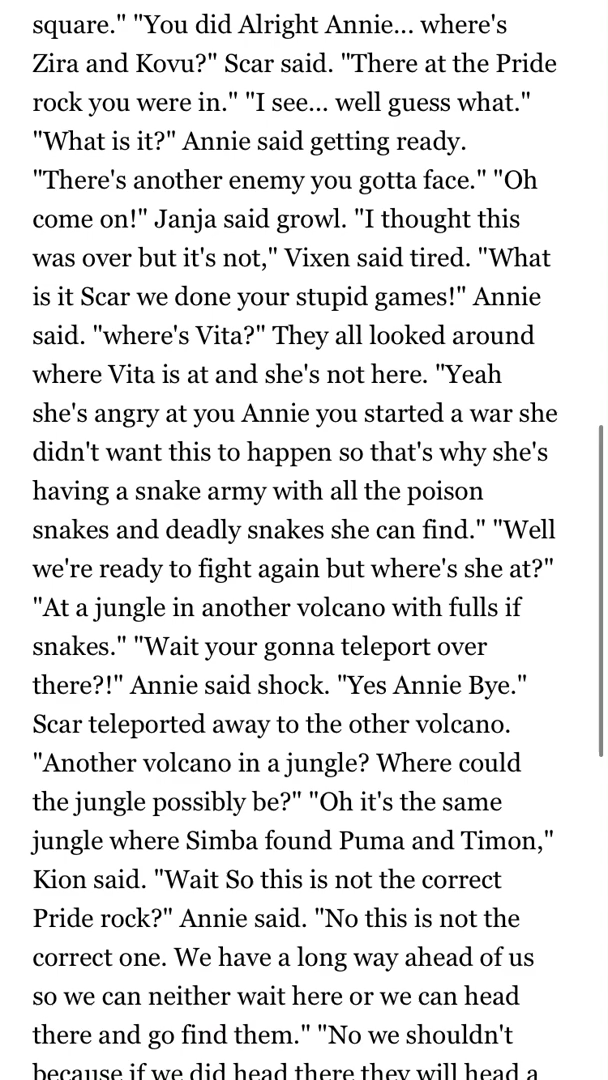 square." "You did Alright Annie... where's
Zira and Kovu?" Scar said. "There at the Pride
rock you were in." "I see... well guess what."
"What is it?" Annie said getting ready.
"There's another enemy you gotta face." "Oh
come on!" Janja said growl. "I thought this
was over but it's not," Vixen said tired. "What
is it Scar we done your stupid games!" Annie
said. "where's Vita?" They all looked around
where Vita is at and she's not here. "Yeah
she's angry at you Annie you started a war she
didn't want this to happen so that's why she's
having a snake army with all the poison
snakes and deadly snakes she can find." "Well
we're ready to fight again but where's she at?"
"At a jungle in another volcano with fulls if
snakes." "Wait your gonna teleport over
there?!" Annie said shock. "Yes Annie Bye."
Scar teleported away to the other volcano.
"Another volcano in a jungle? Where could
the jungle possibly be?" "Oh it's the same
jungle where Simba found Puma and Timon,"
Kion said. "Wait So this is not the correct
Pride rock?" Annie said. "No this is not the
correct one. We have a long way ahead of us
so we can neither wait here or we can head
there and go find them." "No we shouldn't
because if we did head there they will head a